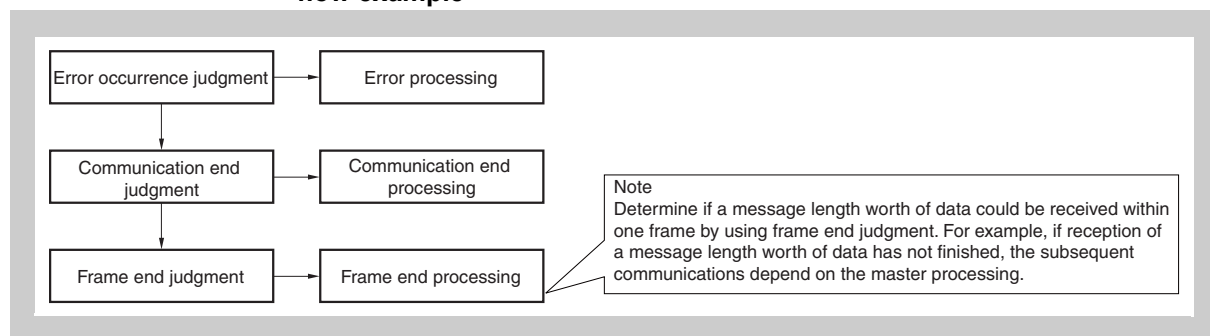 Error occurrence judgment
Error processing
Communication end
judgment
Communication end
processing
Frame end judgment
Frame end processing
Note
Determine if a message length worth of data could be received within
one frame by using frame end judgment. For example, if reception of
a message length worth of data has not finished, the subsequent
communications depend on the master processing.